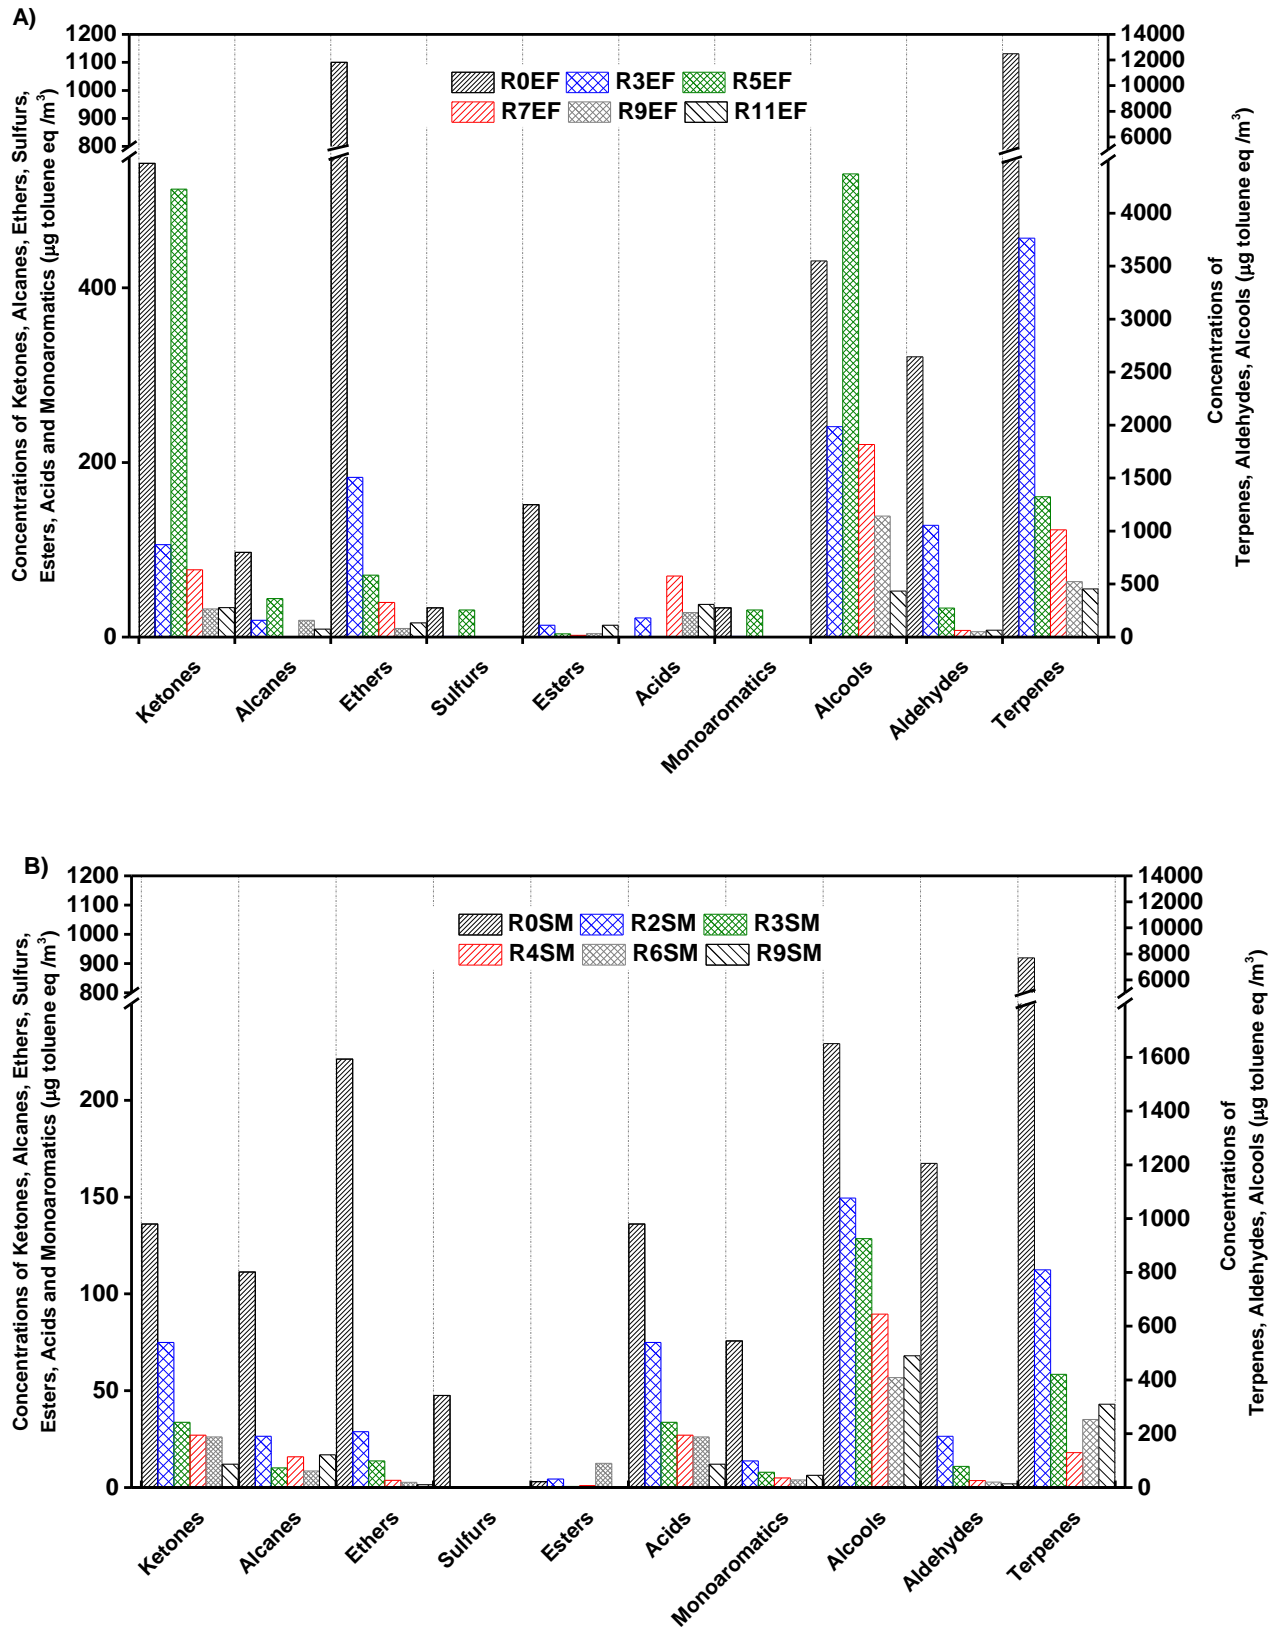 A)
Concentrations of Ketones, Alcanes, Ethers, Sulfurs,
Esters, Acids and Monoaromatics (µg toluene eq /m³)
1200
1100
1000
900
800
400
200
0
R0EF R3EF R5EF
R7EF R9EF R11EF
14000
12000
10000
8000
6000
4000
3500
3000
2500
2000
1500
1000
500
0
Concentrations of
Terpenes, Aldehydes, Alcools (µg toluene eq /m³)
Ketones
Alcanes
Ethers
Sulfurs
Esters
Acids
Monoaromatics
Alcools
Aldehydes
Terpenes
B)
Concentrations of Ketones, Alcanes, Ethers, Sulfurs,
Esters, Acids and Monoaromatics (µg toluene eq /m³)
1200
1100
1000
900
800
200
150
100
50
0
R0SM R2SM R3SM
R4SM R6SM R9SM
14000
12000
10000
8000
6000
1600
1400
1200
1000
800
600
400
200
0
Concentrations of
Terpenes, Aldehydes, Alcools (µg toluene eq /m³)
Ketones
Alcanes
Ethers
Sulfurs
Esters
Acids
Monoaromatics
Alcools
Aldehydes
Terpenes